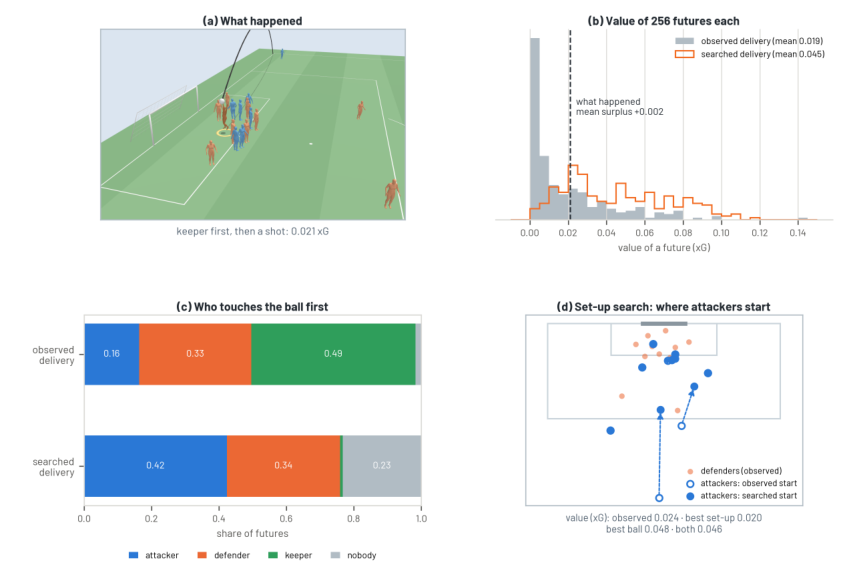 (a) What happened
keeper first, then a shot: 0.021 xG
(b) Value of 256 futures each
observed delivery (mean 0.019)
searched delivery (mean 0.045)
what happened
mean surplus +0.002
0.00 0.02 0.04 0.06 0.08 0.10 0.12 0.14
value of a future (xG)
(c) Who touches the ball first
observed
delivery
0.16 0.33 0.49
searched
delivery
0.42 0.34 0.23
0.0 0.2 0.4 0.6 0.8 1.0
share of futures
attacker defender keeper nobody
(d) Set-up search: where attackers start
defenders (observed)
attackers: observed start
attackers: searched start
value (xG): observed 0.024 · best set-up 0.020
best ball 0.048 · both 0.046